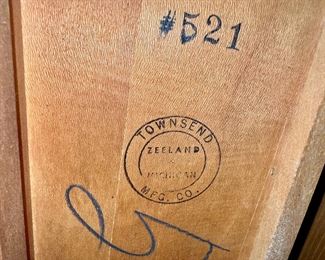 #521
TOWNSEND
ZEELAND
MICHIGAN
MFG. CO.